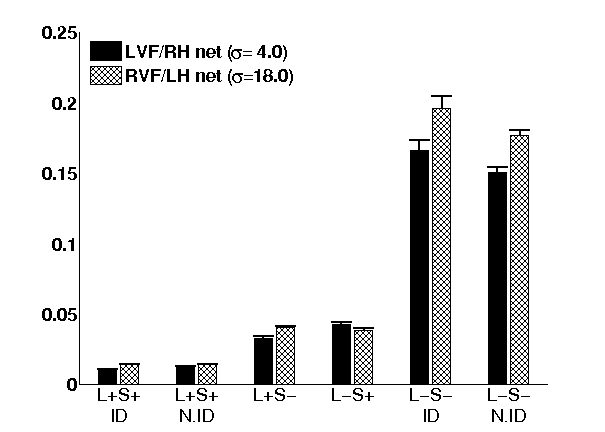 0.25
LVF/RH net (σ= 4.0)
RVF/LH net (σ=18.0)
0.2
0.15
0.1
0.05
0
L+S+ L+S+ L+S− L−S+ L−S− L−S−
ID N.ID ID N.ID